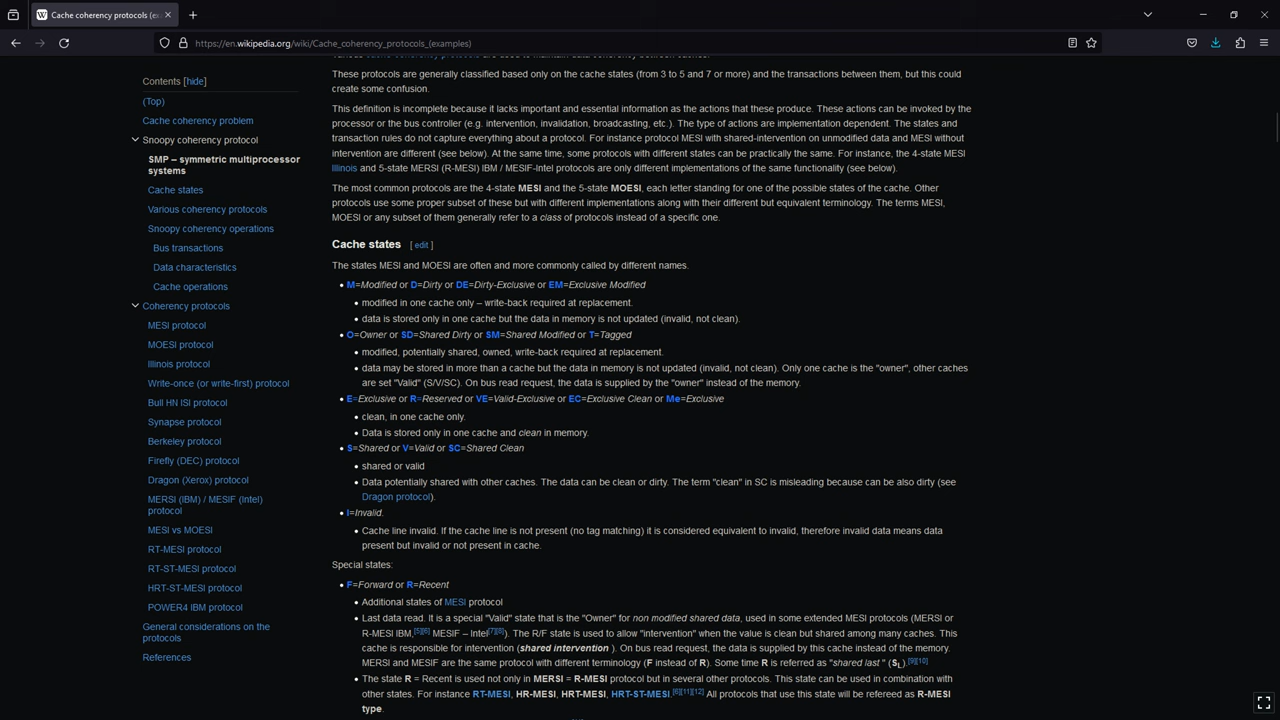 Cache coherency protocols (ex
https://en.wikipedia.org/wiki/Cache_coherency_protocols_(examples)
Contents [hide]
(Top)
Cache coherency problem
Snoopy coherency protocol
SMP – symmetric multiprocessor
systems
Cache states
Various coherency protocols
Snoopy coherency operations
Bus transactions
Data characteristics
Cache operations
Coherency protocols
MESI protocol
MOESI protocol
Illinois protocol
Write-once (or write-first) protocol
Bull HN ISI protocol
Synapse protocol
Berkeley protocol
Firefly (DEC) protocol
Dragon (Xerox) protocol
MERSI (IBM) / MESIF (Intel)
protocol
MESI vs MOESI
RT-MESI protocol
RT-ST-MESI protocol
HRT-ST-MESI protocol
POWER4 IBM protocol
General considerations on the
protocols
References
These protocols are generally classified based only on the cache states (from 3 to 5 and 7 or more) and the transactions between them, but this could
create some confusion.
This definition is incomplete because it lacks important and essential information as the actions that these produce. These actions can be invoked by the
processor or the bus controller (e.g. intervention, invalidation, broadcasting, etc.). The type of actions are implementation dependent. The states and
transaction rules do not capture everything about a protocol. For instance protocol MESI with shared-intervention on unmodified data and MESI without
intervention are different (see below). At the same time, some protocols with different states can be practically the same. For instance, the 4-state MESI
Illinois and 5-state MERSI (R-MESI) IBM / MESIF-Intel protocols are only different implementations of the same functionality (see below).
The most common protocols are the 4-state MESI and the 5-state MOESI, each letter standing for one of the possible states of the cache. Other
protocols use some proper subset of these but with different implementations along with their different but equivalent terminology. The terms MESI,
MOESI or any subset of them generally refer to a class of protocols instead of a specific one.
Cache states [ edit ]
The states MESI and MOESI are often and more commonly called by different names.
• M=Modified or D=Dirty or DE=Dirty-Exclusive or EM=Exclusive Modified
• modified in one cache only – write-back required at replacement.
• data is stored only in one cache but the data in memory is not updated (invalid, not clean).
• O=Owner or SD=Shared Dirty or SM=Shared Modified or T=Tagged
• modified, potentially shared, owned, write-back required at replacement.
• data may be stored in more than a cache but the data in memory is not updated (invalid, not clean). Only one cache is the "owner", other caches
are set "Valid" (S/V/SC). On bus read request, the data is supplied by the "owner" instead of the memory.
• E=Exclusive or R=Reserved or VE=Valid-Exclusive or EC=Exclusive Clean or Me=Exclusive
• clean, in one cache only.
• Data is stored only in one cache and clean in memory.
• S=Shared or V=Valid or SC=Shared Clean
• shared or valid
• Data potentially shared with other caches. The data can be clean or dirty. The term "clean" in SC is misleading because can be also dirty (see
Dragon protocol).
• I=Invalid.
• Cache line invalid. If the cache line is not present (no tag matching) it is considered equivalent to invalid, therefore invalid data means data
present but invalid or not present in cache.
Special states:
• F=Forward or R=Recent
• Additional states of MESI protocol
• Last data read. It is a special "Valid" state that is the "Owner" for non modified shared data, used in some extended MESI protocols (MERSI or
R-MESI IBM,[5][6] MESIF – Intel[7][8]). The R/F state is used to allow "intervention" when the value is clean but shared among many caches. This
cache is responsible for intervention (shared intervention ). On bus read request, the data is supplied by this cache instead of the memory.
MERSI and MESIF are the same protocol with different terminology (F instead of R). Some time R is referred as "shared last " (SL).[9][10]
• The state R = Recent is used not only in MERSI = R-MESI protocol but in several other protocols. This state can be used in combination with
other states. For instance RT-MESI, HR-MESI, HRT-MESI, HRT-ST-MESI.[6][11][12] All protocols that use this state will be refereed as R-MESI
type.